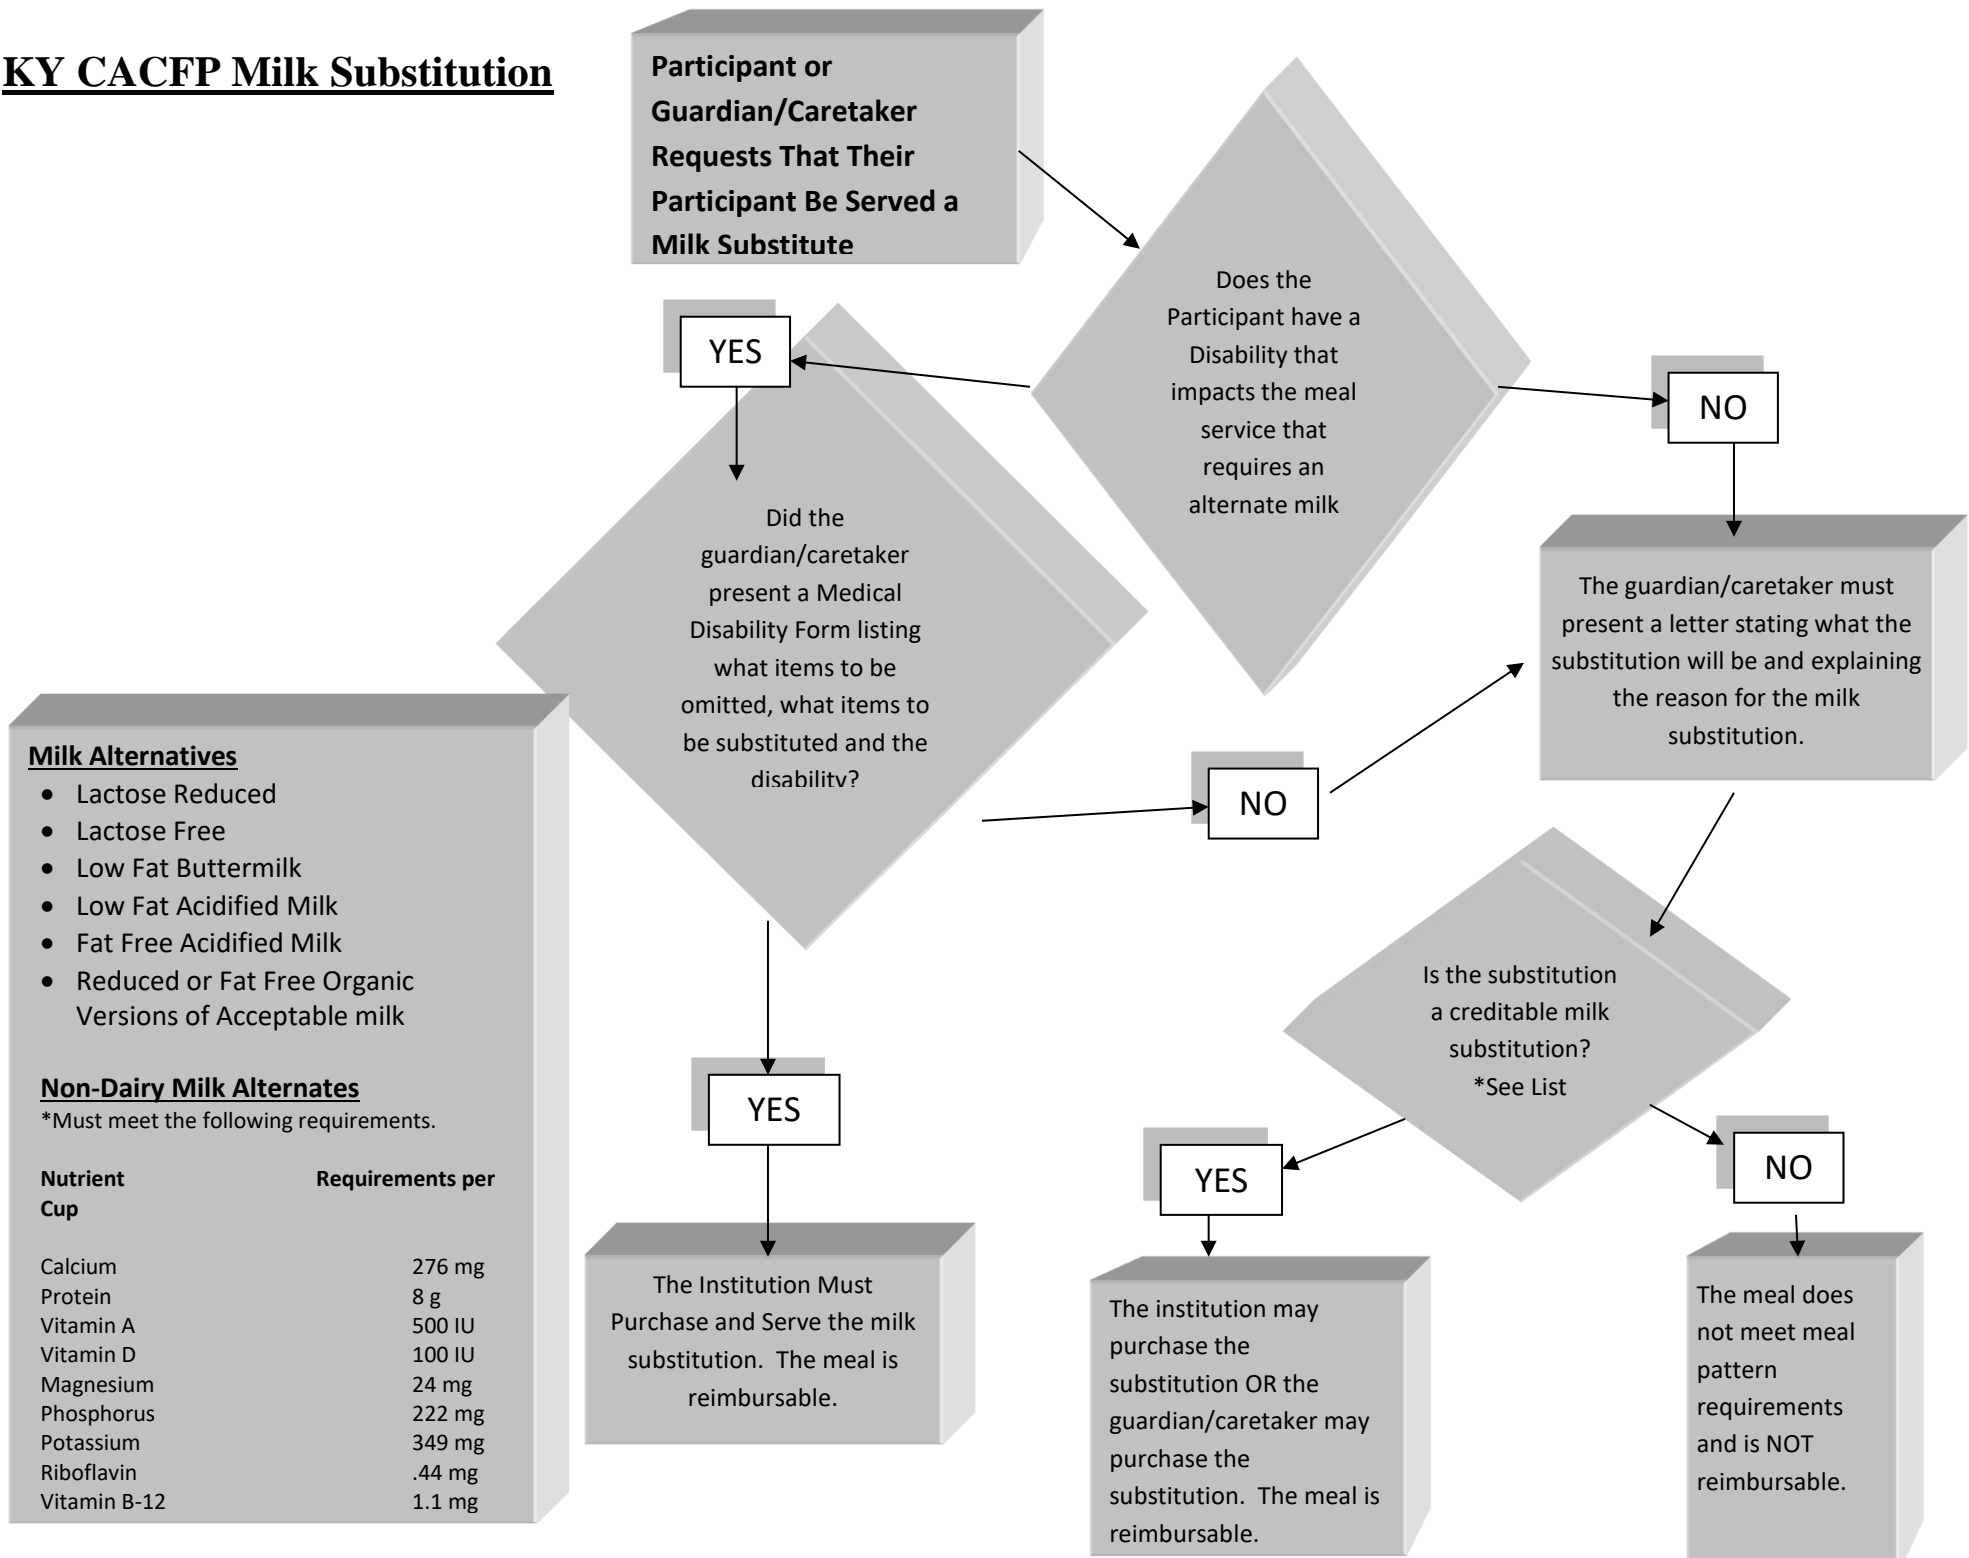 KY CACFP Milk Substitution
Participant or
Guardian/Caretaker
Requests That Their
Participant Be Served a
Milk Substitute
Does the
Participant have a
Disability that
impacts the meal
service that
requires an
alternate milk
YES
NO
Did the
guardian/caretaker
present a Medical
Disability Form listing
what items to be
omitted, what items to
be substituted and the
disability?
The guardian/caretaker must
present a letter stating what the
substitution will be and explaining
the reason for the milk
substitution.
NO
YES
Is the substitution
a creditable milk
substitution?
*See List
YES
NO
The Institution Must
Purchase and Serve the milk
substitution.  The meal is
reimbursable.
The institution may
purchase the
substitution OR the
guardian/caretaker may
purchase the
substitution.  The meal is
reimbursable.
The meal does
not meet meal
pattern
requirements
and is NOT
reimbursable.
Milk Alternatives
• Lactose Reduced
• Lactose Free
• Low Fat Buttermilk
• Low Fat Acidified Milk
• Fat Free Acidified Milk
• Reduced or Fat Free Organic
Versions of Acceptable milk
Non-Dairy Milk Alternates
*Must meet the following requirements.
Nutrient Requirements per
Cup
Calcium 276 mg
Protein 8 g
Vitamin A 500 IU
Vitamin D 100 IU
Magnesium 24 mg
Phosphorus 222 mg
Potassium 349 mg
Riboflavin .44 mg
Vitamin B-12 1.1 mg